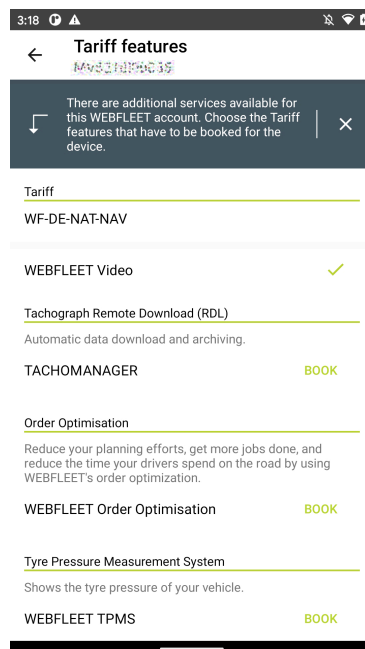 3:18
Tariff features
There are additional services available for
this WEBFLEET account. Choose the Tariff
features that have to be booked for the
device.
Tariff
WF-DE-NAT-NAV
WEBFLEET Video
Tachograph Remote Download (RDL)
Automatic data download and archiving.
TACHOMANAGER BOOK
Order Optimisation
Reduce your planning efforts, get more jobs done, and
reduce the time your drivers spend on the road by using
WEBFLEET's order optimization.
WEBFLEET Order Optimisation BOOK
Tyre Pressure Measurement System
Shows the tyre pressure of your vehicle.
WEBFLEET TPMS BOOK